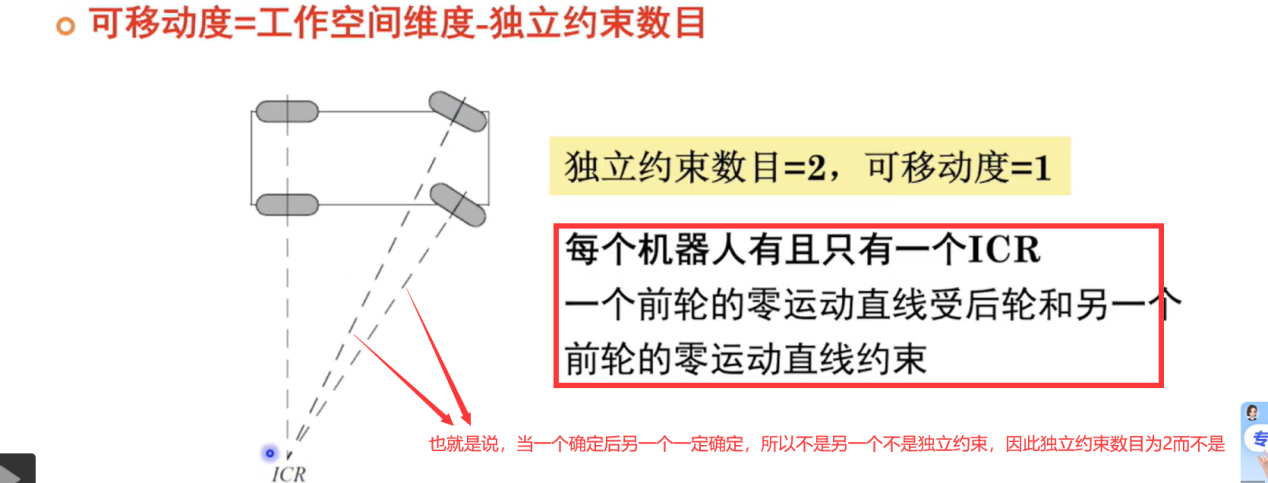 可移动度=工作空间维度-独立约束数目
独立约束数目=2，可移动度=1
每个机器人有且只有一个ICR
一个前轮的零运动直线受后轮和另一个
前轮的零运动直线约束
也就是说，当一个确定后另一个一定确定，所以不是另一个不是独立约束，因此独立约束数目为2而不是
专
ICR